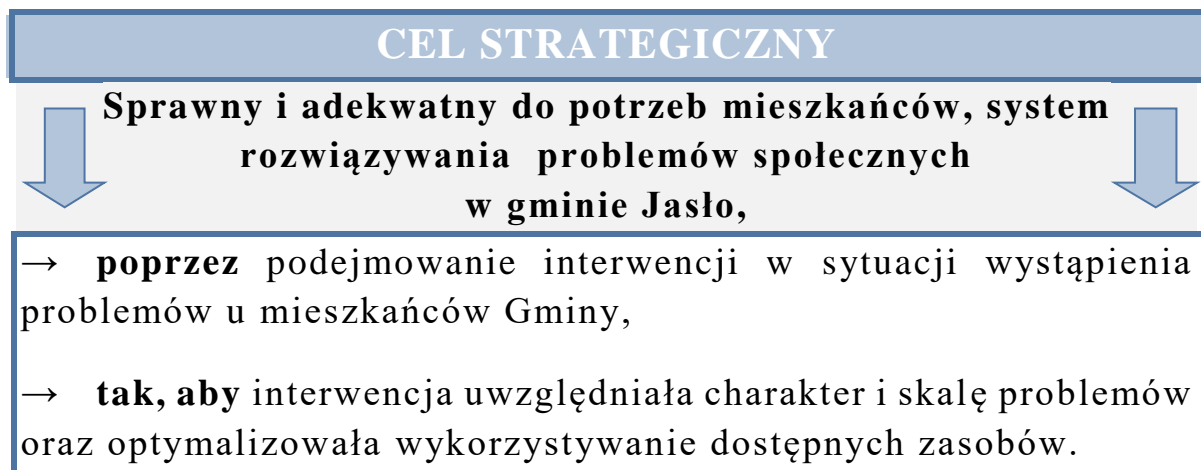 CEL STRATEGICZNY
Sprawny i adekwatny do potrzeb mieszkańców, system
rozwiązywania problemów społecznych
w gminie Jasło,
→ poprzez podejmowanie interwencji w sytuacji wystąpienia
problemów u mieszkańców Gminy,
→ tak, aby interwencja uwzględniała charakter i skalę problemów
oraz optymalizowała wykorzystywanie dostępnych zasobów.